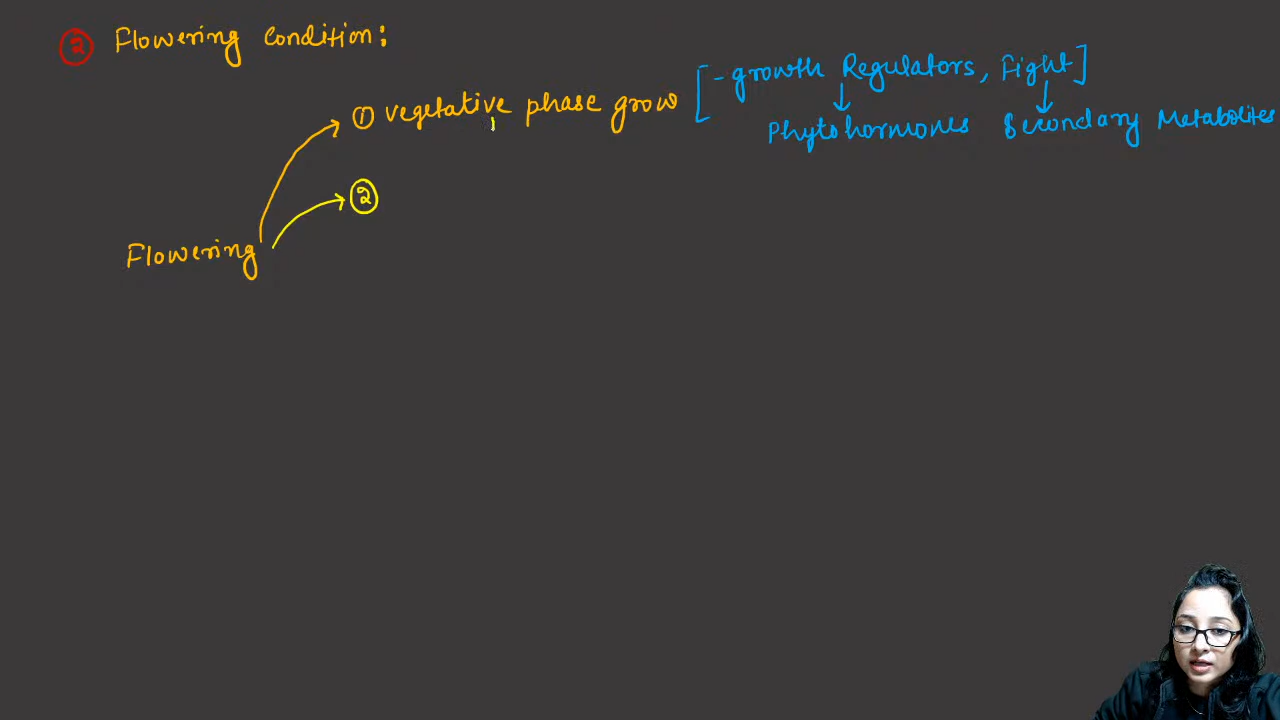 ② Flowering Condition:
① vegetative phase grow [-growth Regulators, Fight]
↓ ↓
Phytohormones Secondary Metabolites
②
Flowering